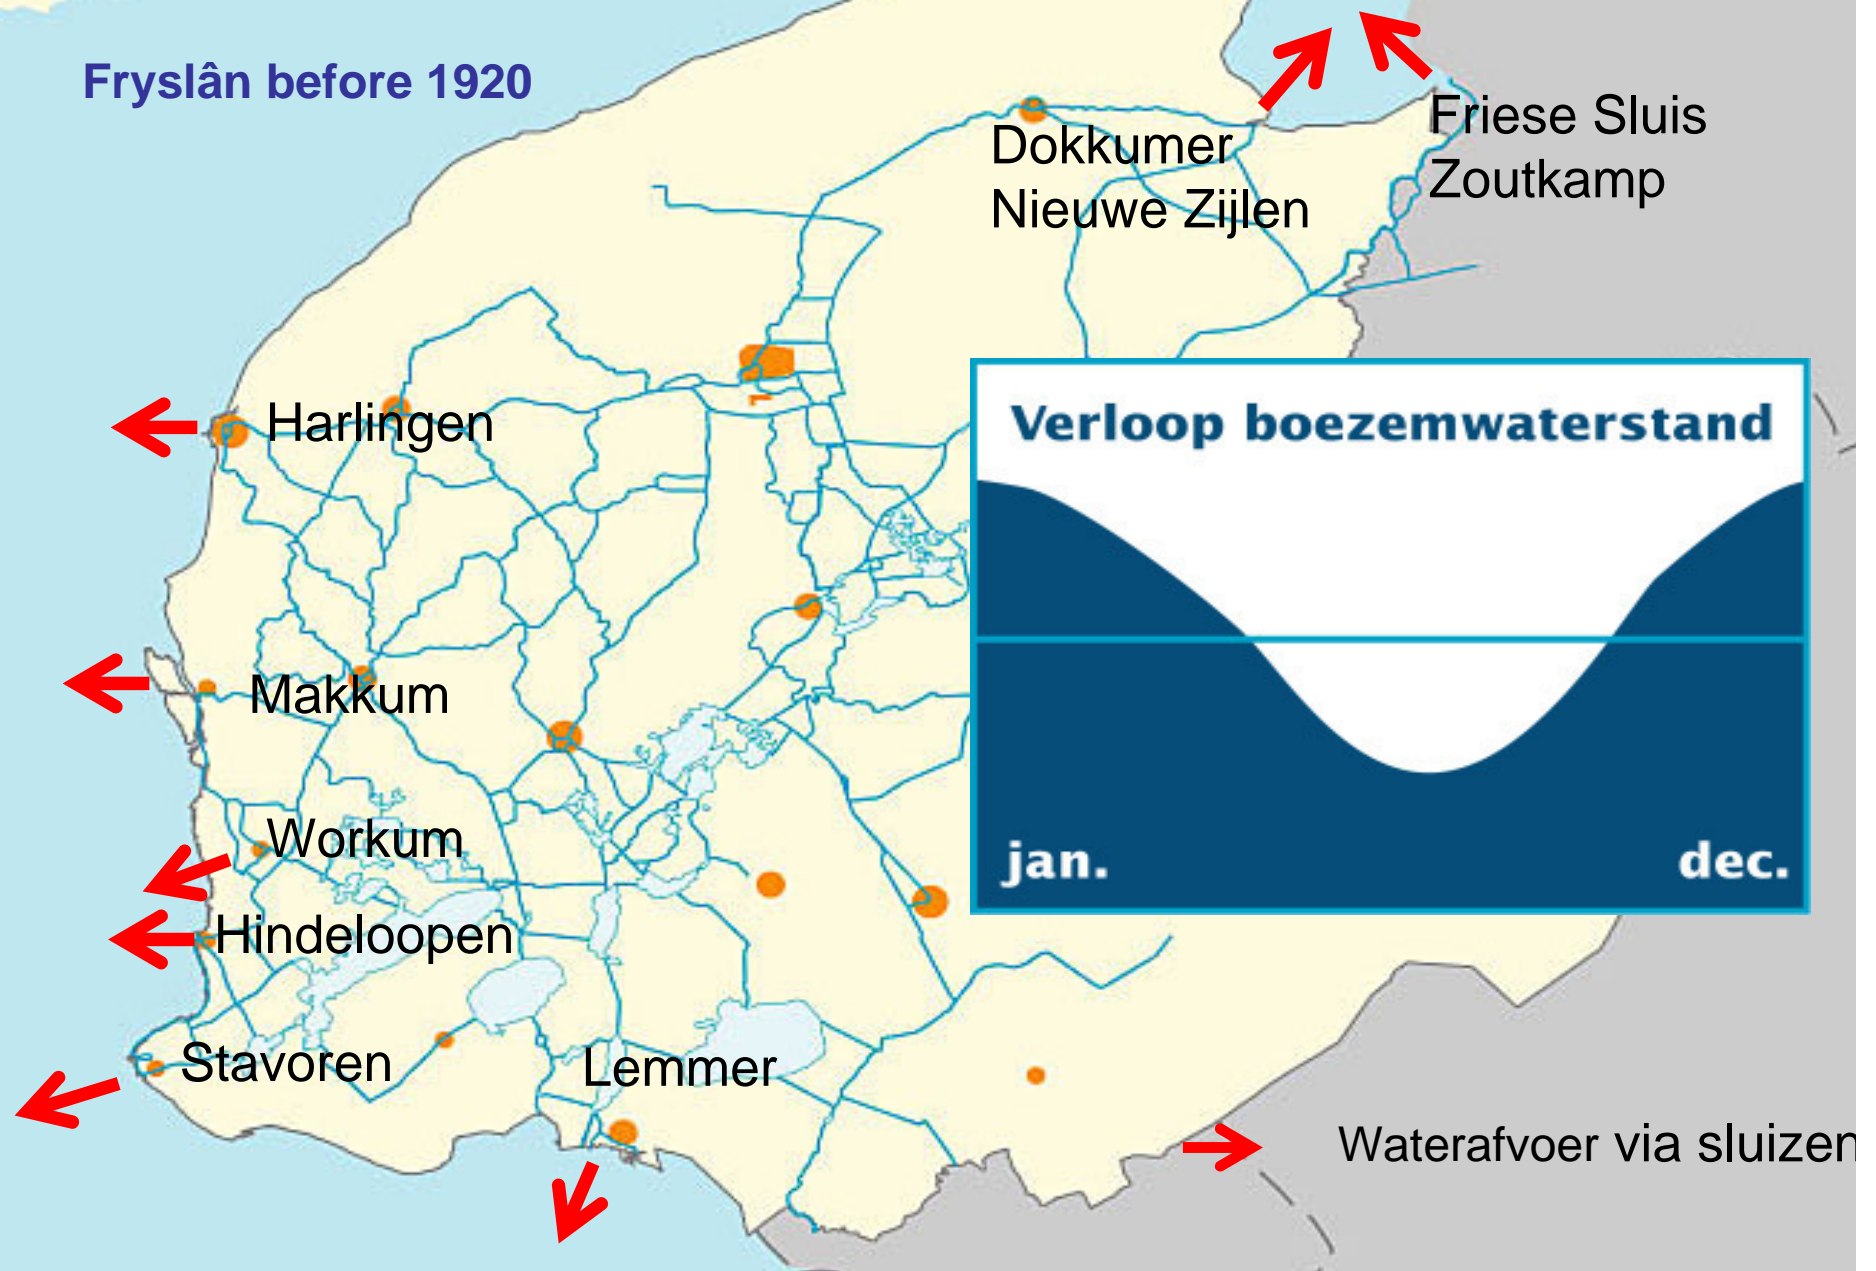 Fryslân before 1920
Dokkumer
Nieuwe Zijlen
Friese Sluis
Zoutkamp
Harlingen
Verloop boezemwaterstand
jan.
dec.
Makkum
Workum
Hindeloopen
Stavoren
Lemmer
Waterafvoer via sluizen